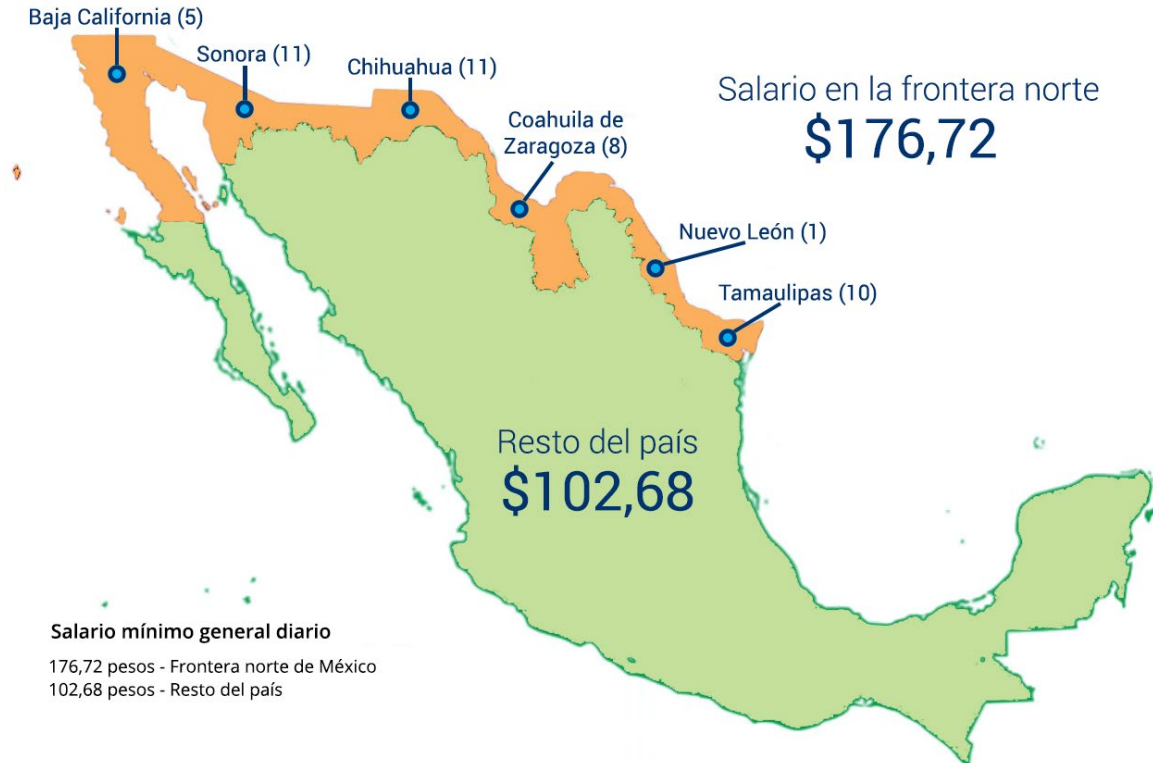 Baja California (5)
Sonora (11)
Chihuahua (11)
Coahuila de
Zaragoza (8)
Salario en la frontera norte
$176,72
Nuevo León (1)
Tamaulipas (10)
Resto del país
$102,68
Salario mínimo general diario
176,72 pesos - Frontera norte de México
102,68 pesos - Resto del país